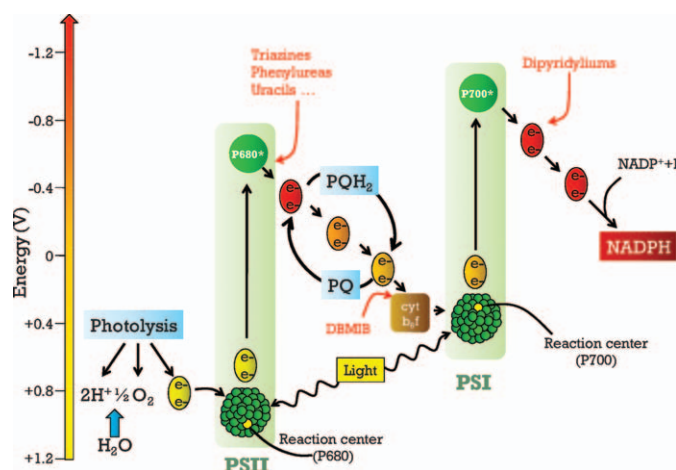 -1.2
-0.8
-0.4
0
+0.4
+0.8
+1.2
Energy (V)
Triazines
Phenylureas
Uracils ...
P680*
e-
e-
PQH₂
e-
e-
e-
e-
PQ
DBMIB
cyt
b₆f
Photolysis
2H⁺ ½ O₂
H₂O
e-
e-
e-
e-
Reaction center
(P680)
PSII
Light
P700*
Dipyridyliums
e-
e-
e-
e-
NADP⁺+H
NADPH
e-
e-
Reaction center
(P700)
PSI